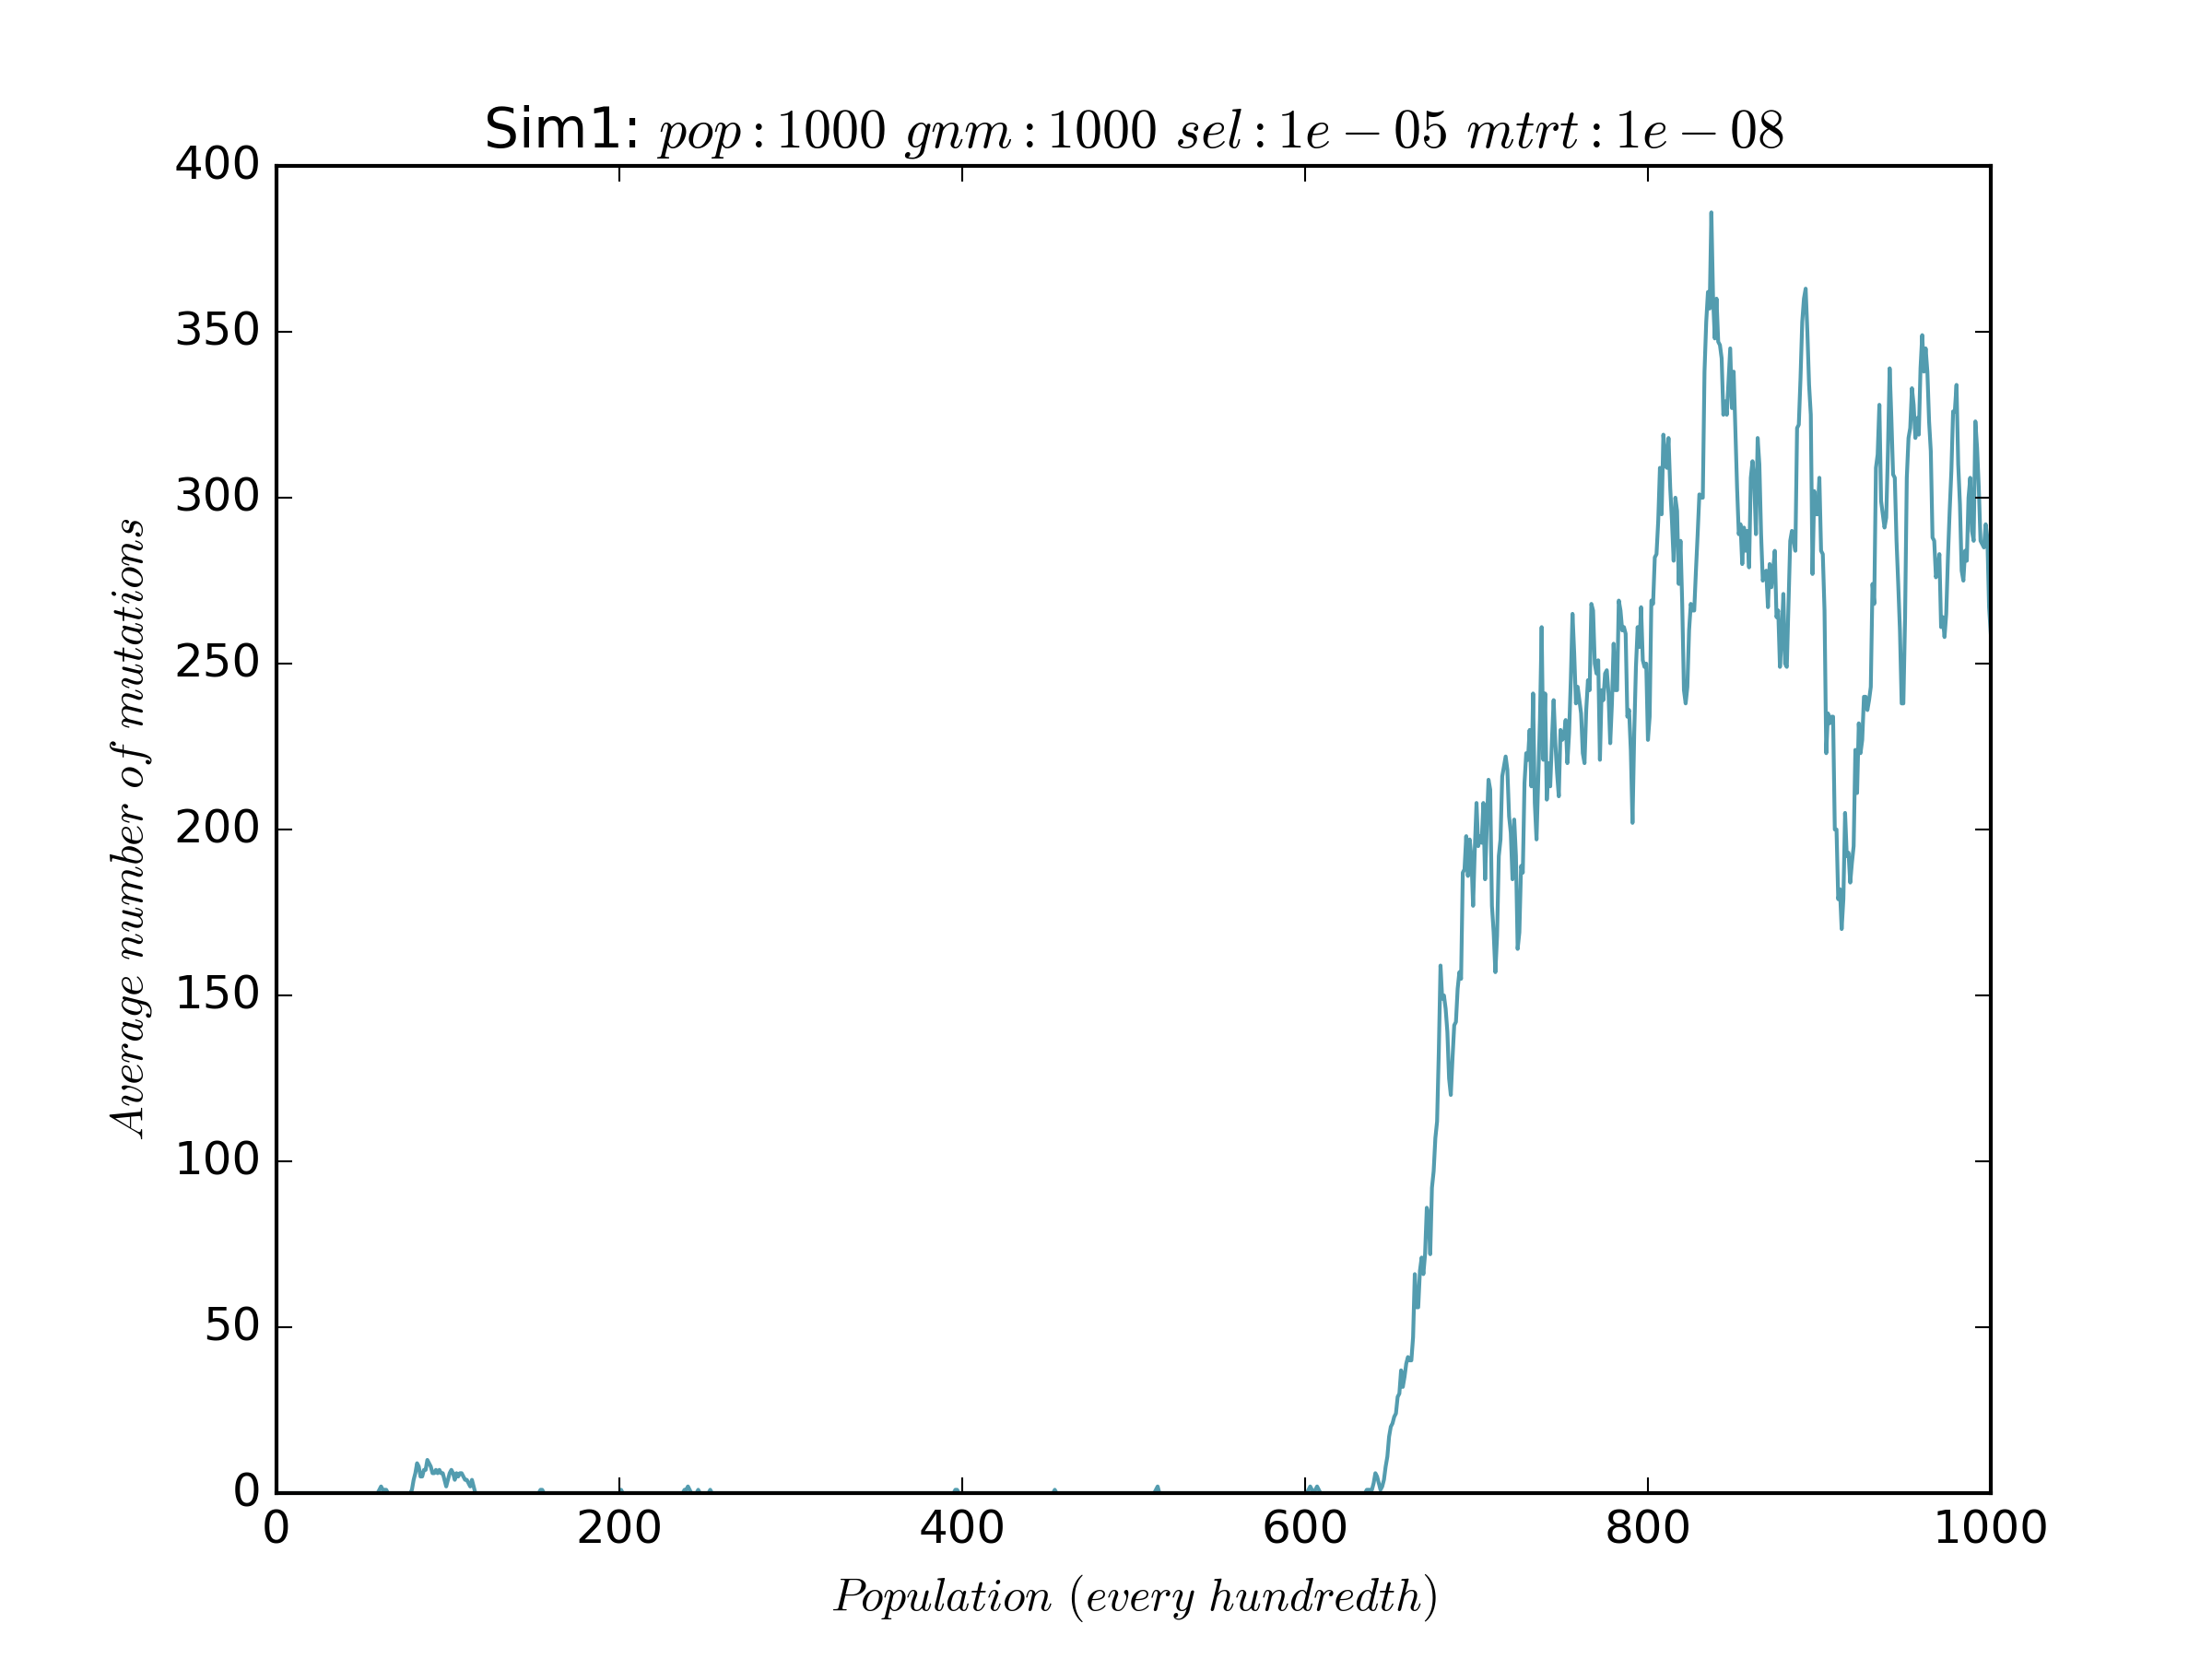 Sim1: pop : 1000 gnm : 1000 sel : 1e − 05 mtrt : 1e − 08
400
350
300
250
200
150
100
50
0
Average number of mutations
0 200 400 600 800 1000
Population (every hundredth)